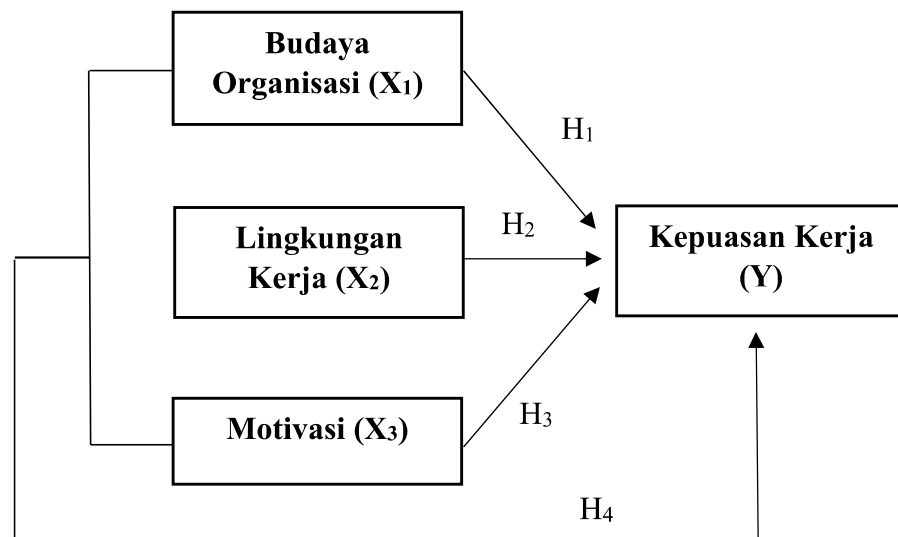 Budaya
Organisasi (X₁)
H₁
Lingkungan
Kerja (X₂)
H₂
Kepuasan Kerja
(Y)
Motivasi (X₃)
H₃
H₄